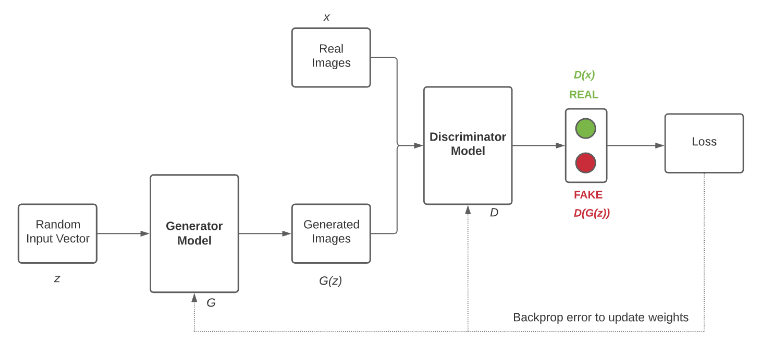 x
Real
Images
D(x)
REAL
Discriminator
Model
Loss
FAKE
D(G(z))
D
Random
Input Vector
z
Generator
Model
G
Generated
Images
G(z)
Backprop error to update weights